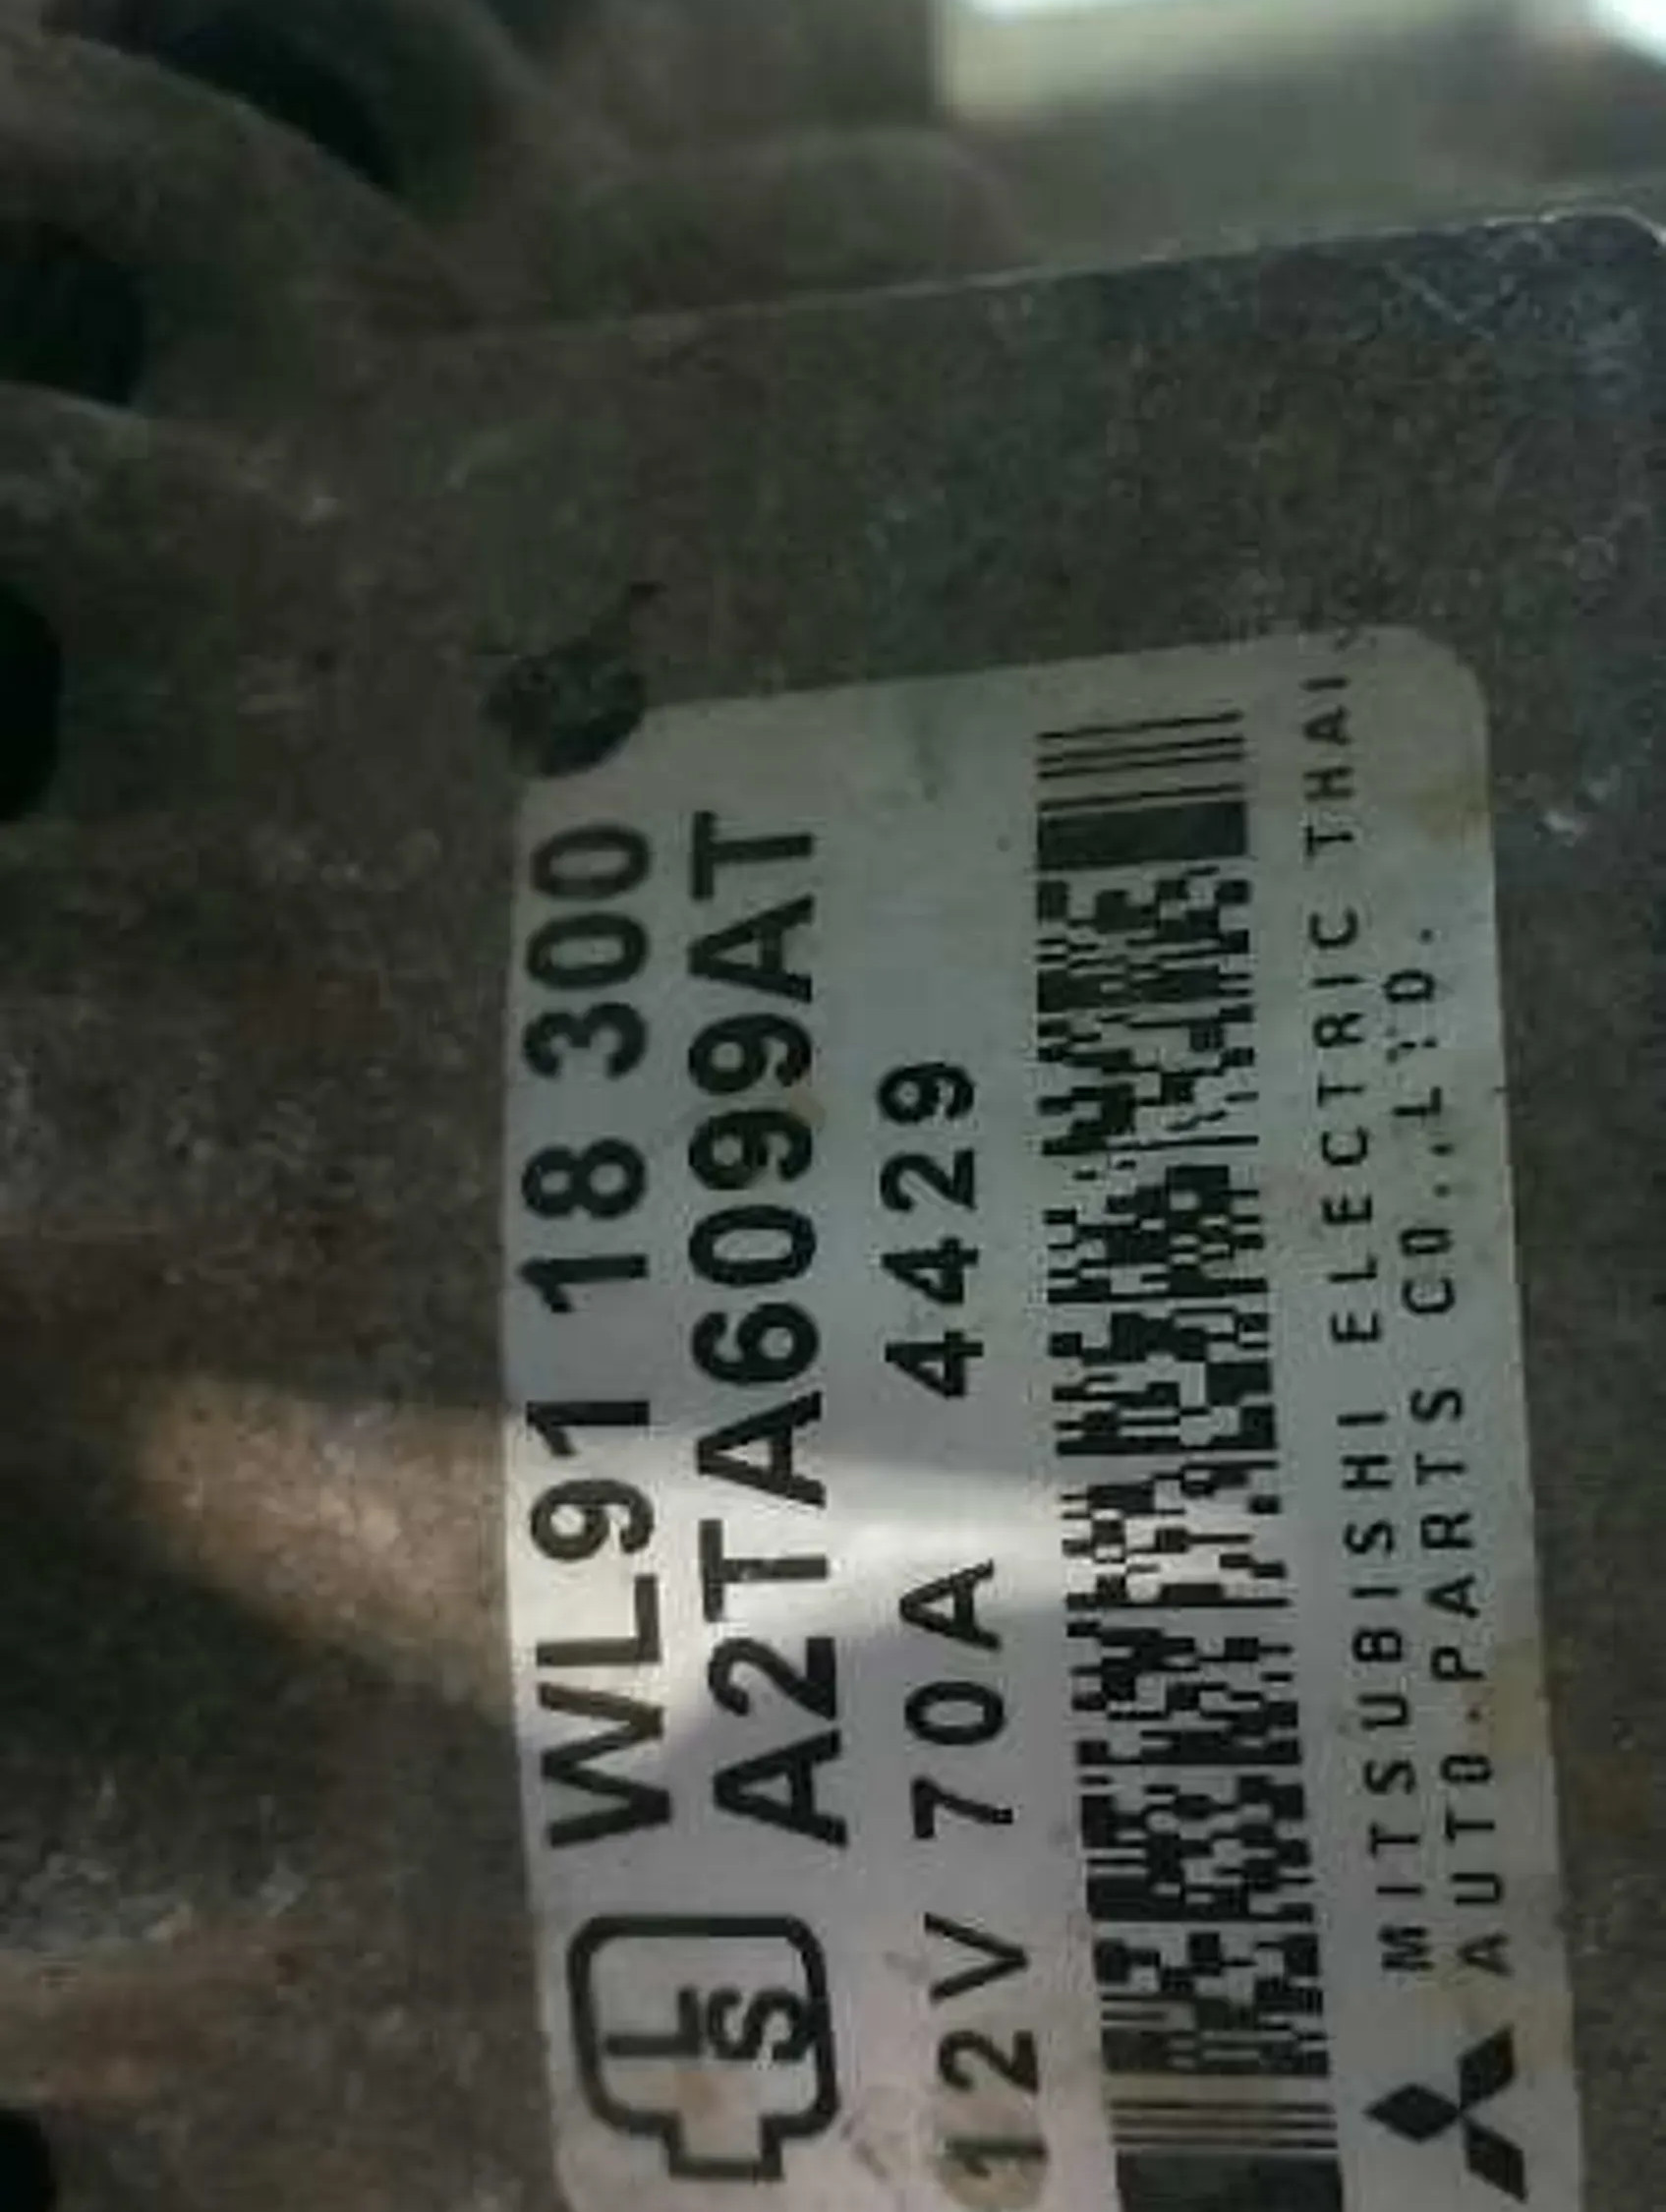 WL91 18 300
A2TA6099AT
12V 70A 4429
MITSUBISHI ELECTRIC THAI
AUTO.PARTS CO.,LTD.
L
S